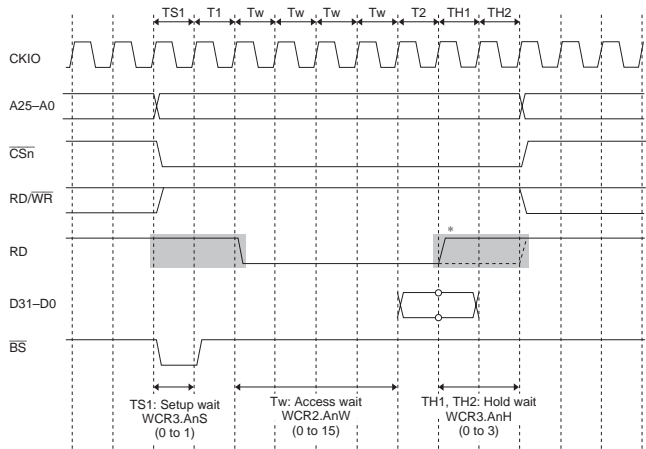 TS1 T1 Tw Tw Tw Tw T2 TH1 TH2
CKIO
A25–A0
CSn
RD/WR
*
RD
D31–D0
BS
TS1: Setup wait
WCR3.AnS
(0 to 1)
Tw: Access wait
WCR2.AnW
(0 to 15)
TH1, TH2: Hold wait
WCR3.AnH
(0 to 3)